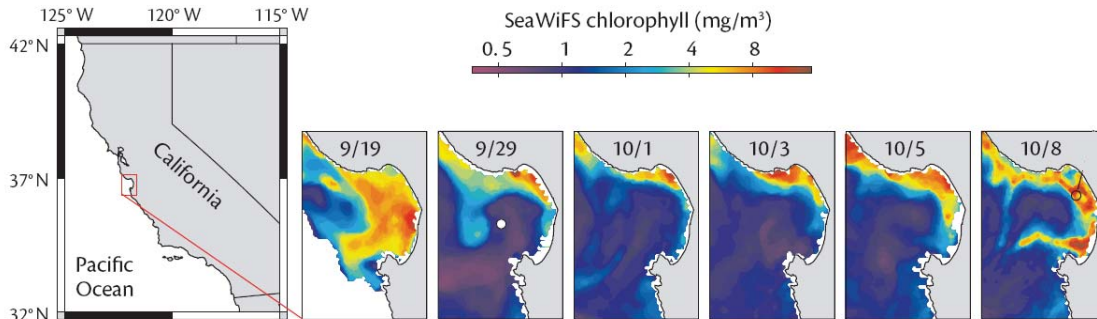 125°W 120°W 115°W
SeaWiFS chlorophyll (mg/m³)
0.5 1 2 4 8
42°N
37°N
32°N
California
Pacific
Ocean
9/19 9/29 10/1 10/3 10/5 10/8